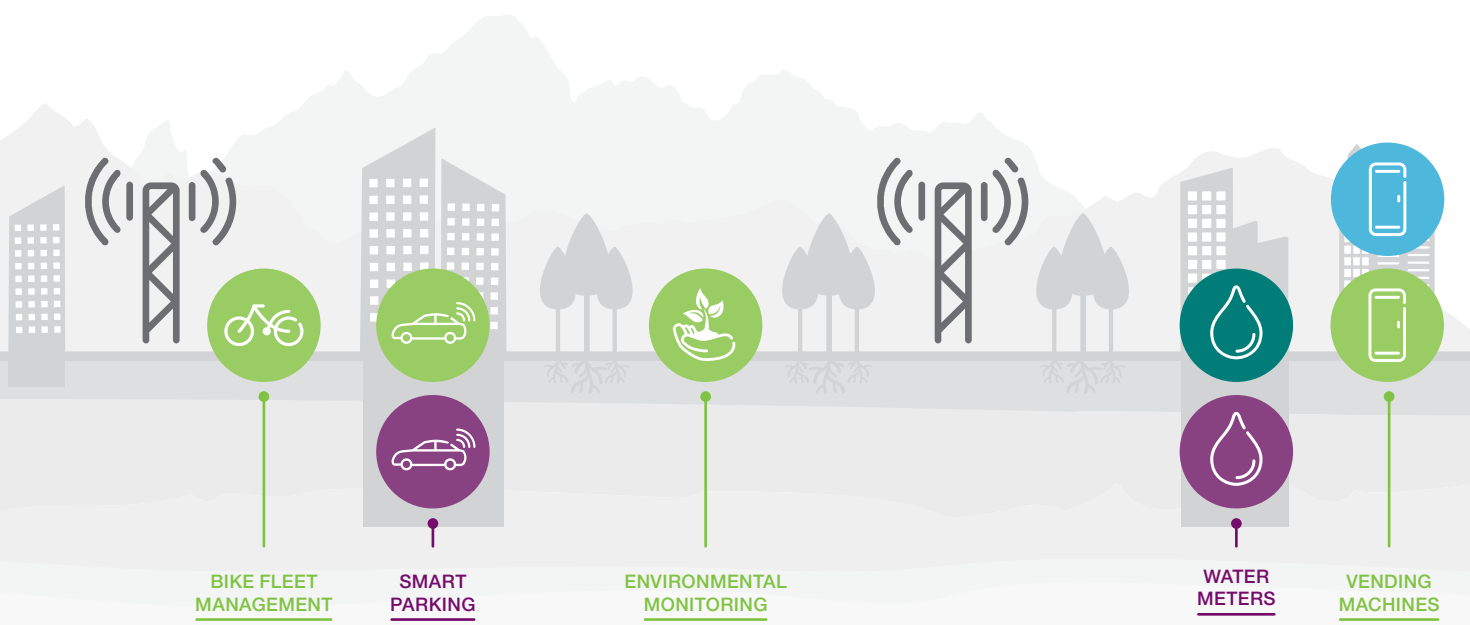 BIKE FLEET
MANAGEMENT
SMART
PARKING
ENVIRONMENTAL
MONITORING
WATER
METERS
VENDING
MACHINES